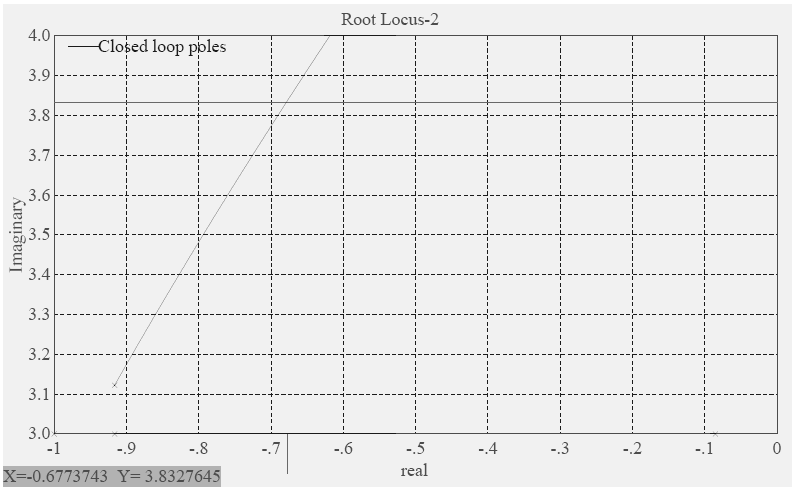 Root Locus-2
4.0
Closed loop poles
3.9
3.8
3.7
3.6
3.5
3.4
3.3
3.2
3.1
3.0
Imaginary
-1 -.9 -.8 -.7 -.6 -.5 -.4 -.3 -.2 -.1 0
real
X=-0.6773743 Y= 3.8327645